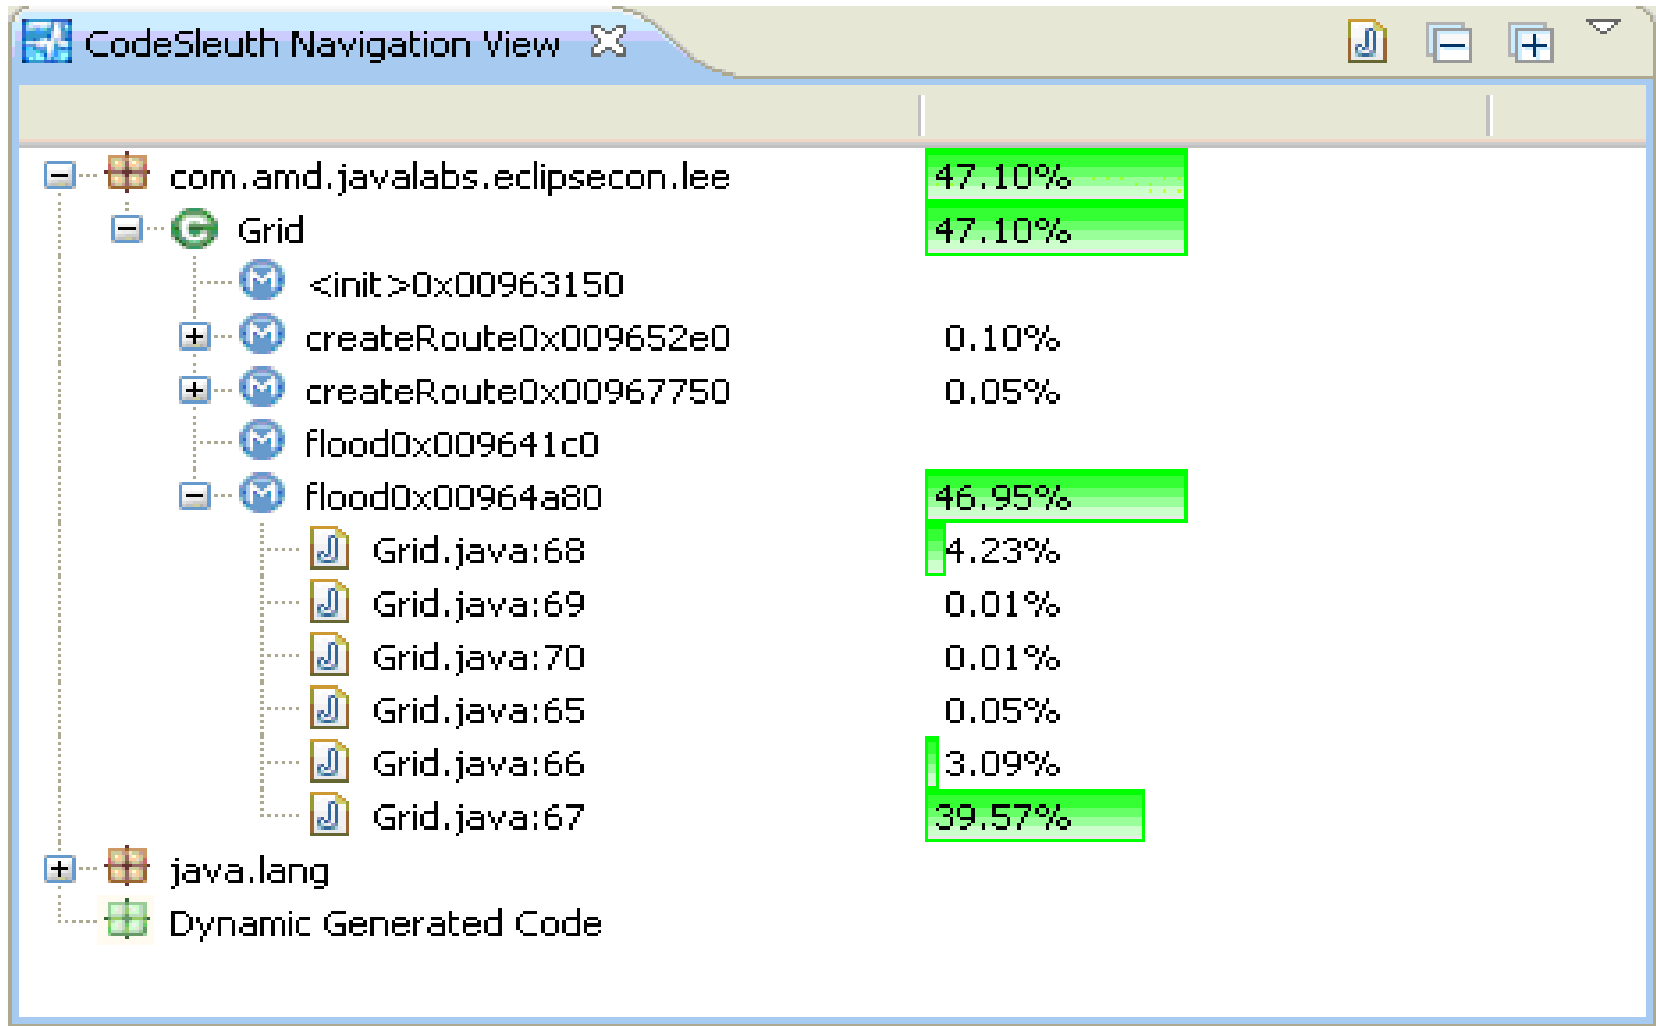 CodeSleuth Navigation View
com.amd.javalabs.eclipsecon.lee 47.10%
Grid 47.10%
<init>0x00963150
createRoute0x009652e0 0.10%
createRoute0x00967750 0.05%
flood0x009641c0
flood0x00964a80 46.95%
Grid.java:68 4.23%
Grid.java:69 0.01%
Grid.java:70 0.01%
Grid.java:65 0.05%
Grid.java:66 3.09%
Grid.java:67 39.57%
java.lang
Dynamic Generated Code